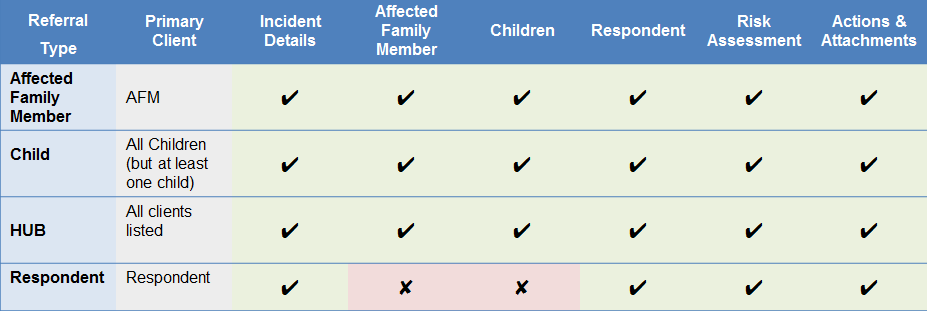 Referral Type
Primary Client
Incident Details
Affected Family Member
Children
Respondent
Risk Assessment
Actions & Attachments
Affected Family Member
AFM
✔ ✔ ✔ ✔ ✔ ✔
Child
All Children
(but at least
one child)
✔ ✔ ✔ ✔ ✔ ✔
HUB
All clients
listed
✔ ✔ ✔ ✔ ✔ ✔
Respondent
Respondent
✔ ✘ ✘ ✔ ✔ ✔